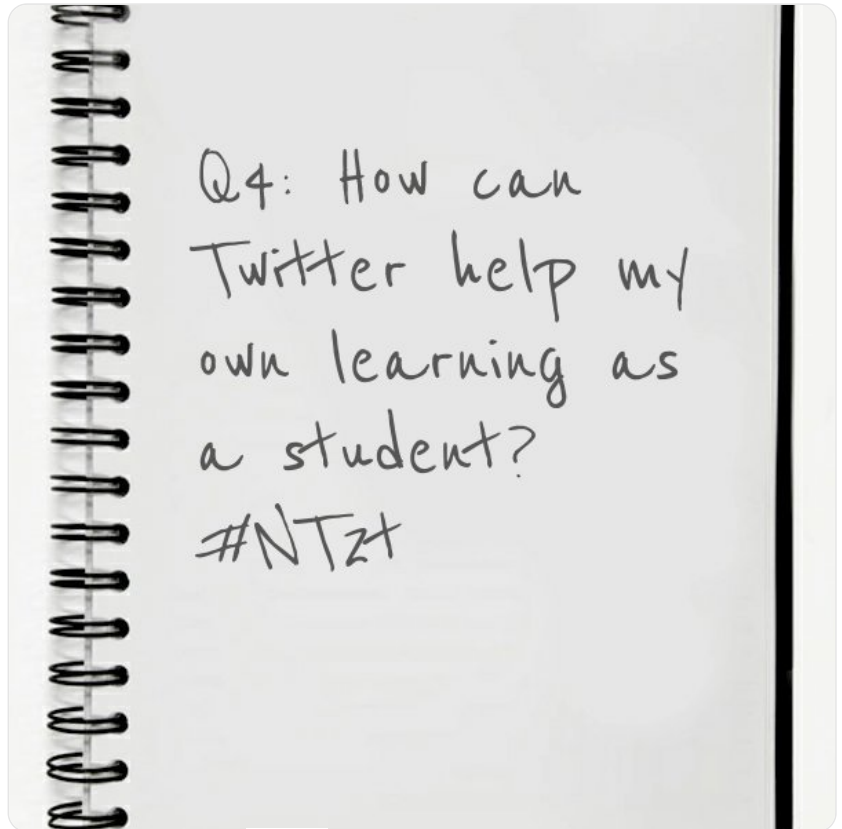 Q4: How can
Twitter help my
own learning as
a student?
#NTzt